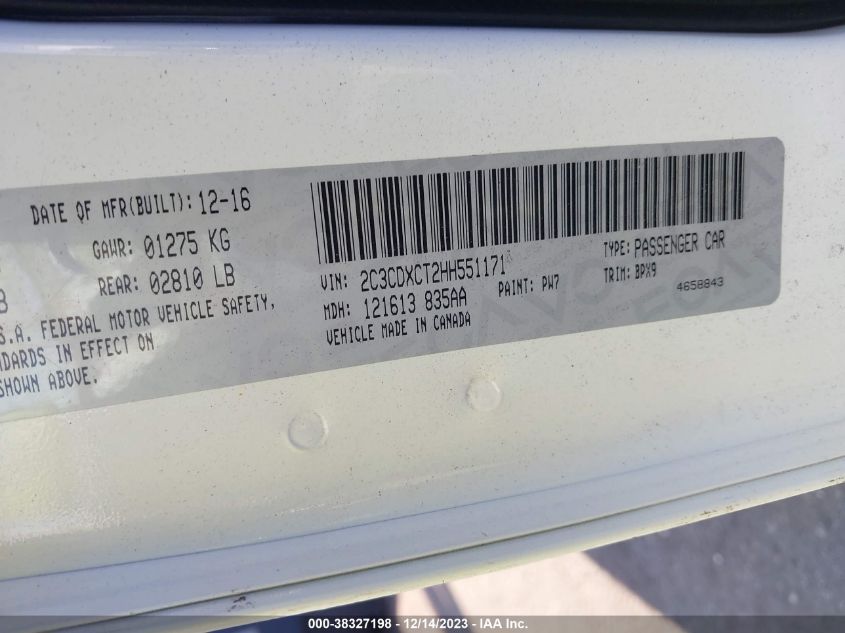 DATE OF MFR(BUILT): 12-16
GAWR: 01275 KG
REAR: 02810 LB
B
S.A. FEDERAL MOTOR VEHICLE SAFETY,
NDARDS IN EFFECT ON
SHOWN ABOVE.
VIN: 2C3CDXCT2HH551171
TYPE: PASSENGER CAR
MDH: 121613 835AA
PAINT: PW7
TRIM: BPX9
VEHICLE MADE IN CANADA
4658843
000-38327198 - 12/14/2023 - IAA Inc.